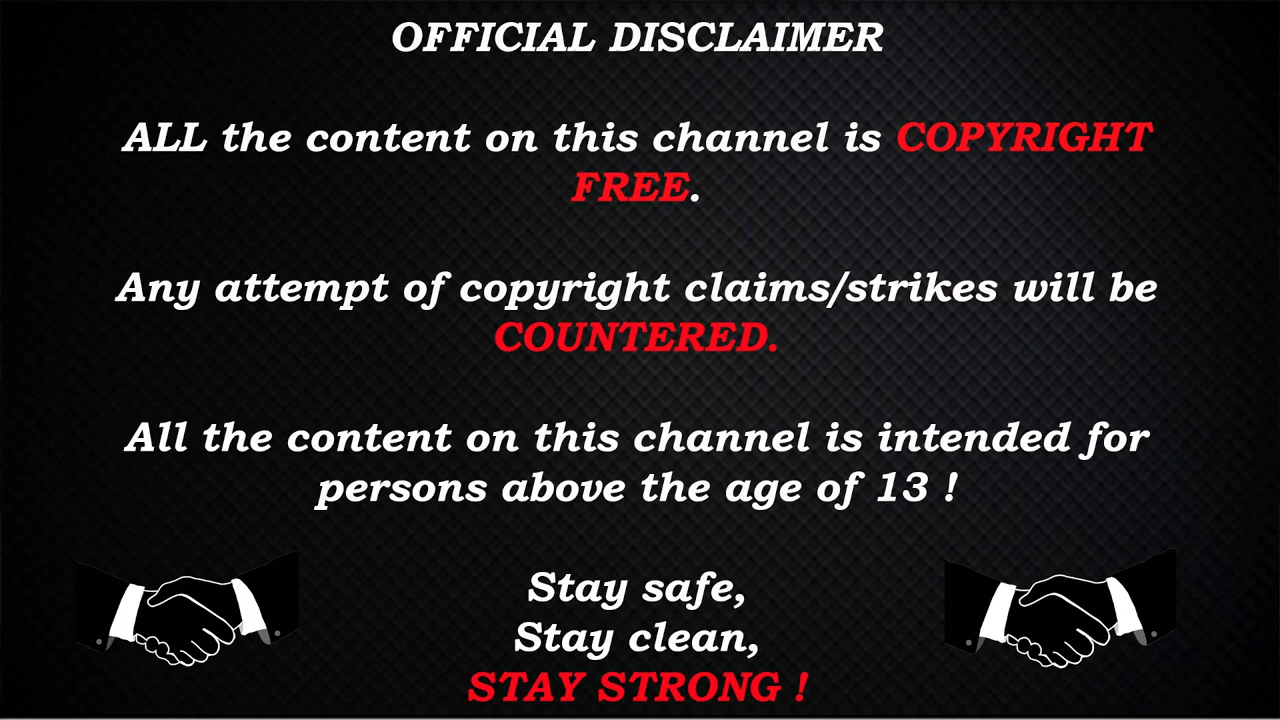 OFFICIAL DISCLAIMER
ALL the content on this channel is COPYRIGHT
FREE.
Any attempt of copyright claims/strikes will be
COUNTERED.
All the content on this channel is intended for
persons above the age of 13 !
Stay safe,
Stay clean,
STAY STRONG !